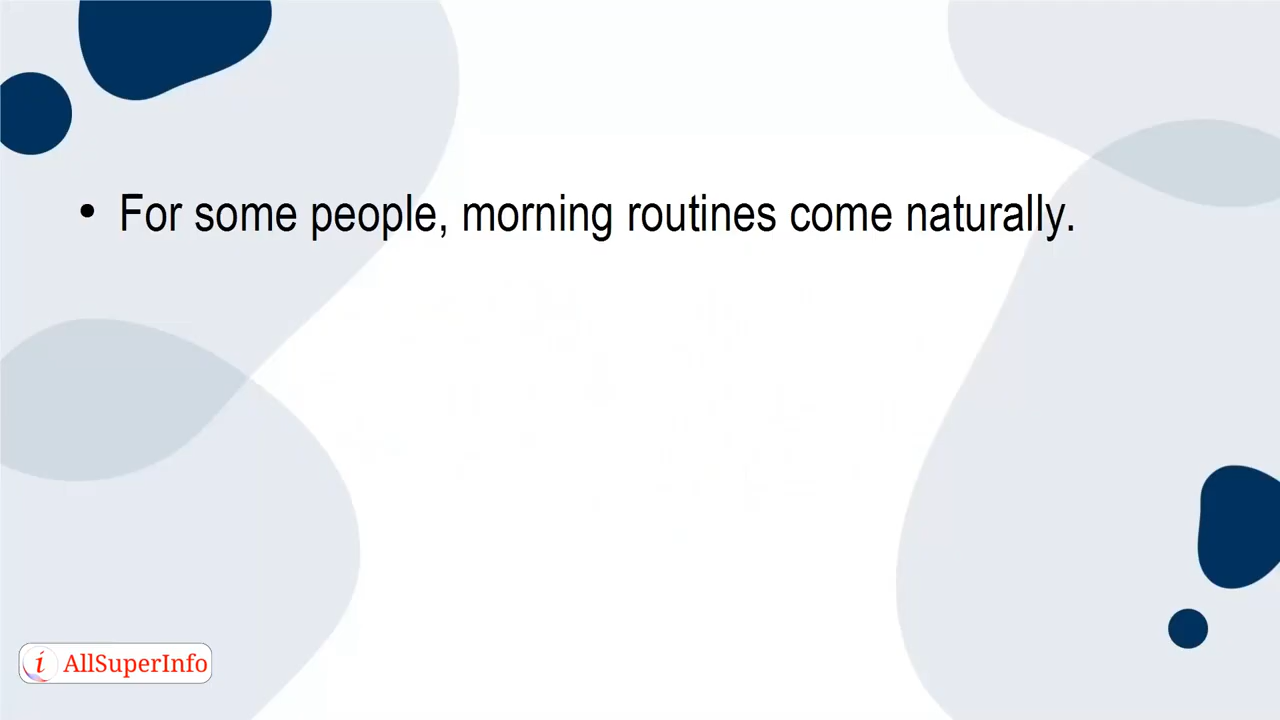 • For some people, morning routines come naturally.
i AllSuperInfo